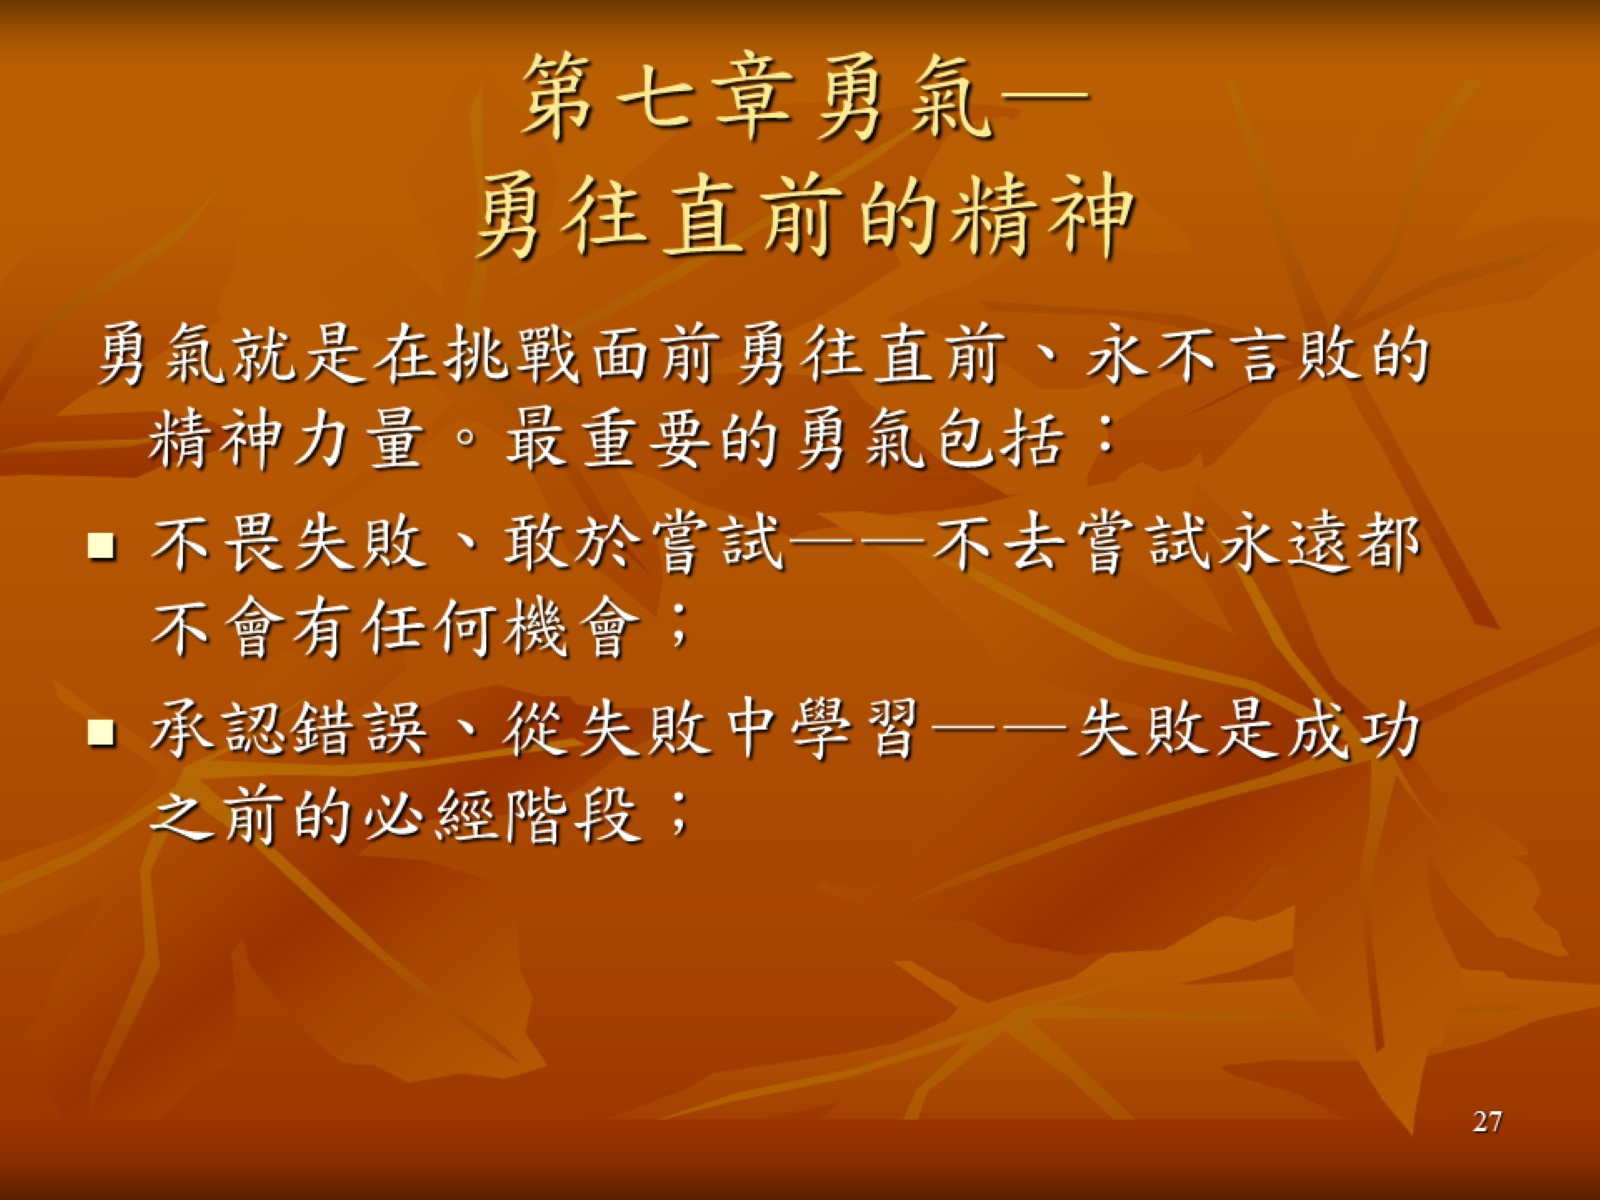 第七章勇氣—
勇往直前的精神
勇氣就是在挑戰面前勇往直前、永不言敗的
精神力量。最重要的勇氣包括：
不畏失敗、敢於嘗試——不去嘗試永遠都
不會有任何機會；
承認錯誤、從失敗中學習——失敗是成功
之前的必經階段；
27